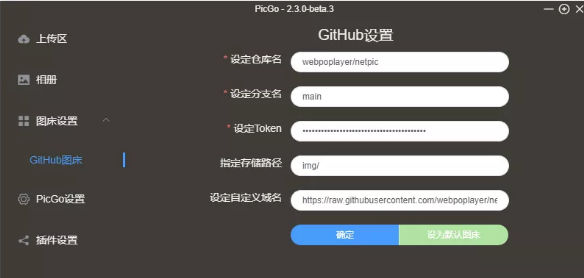 PicGo - 2.3.0-beta.3
上传区
相册
图床设置
GitHub图床
PicGo设置
插件设置
GitHub设置
* 设定仓库名 webpoplayer/netpic
* 设定分支名 main
* 设定Token ••••••••••••••••••••••••••••••••••••••••
指定存储路径 img/
设定自定义域名 https://raw.githubusercontent.com/webpoplayer/ne
确定 设为默认图床